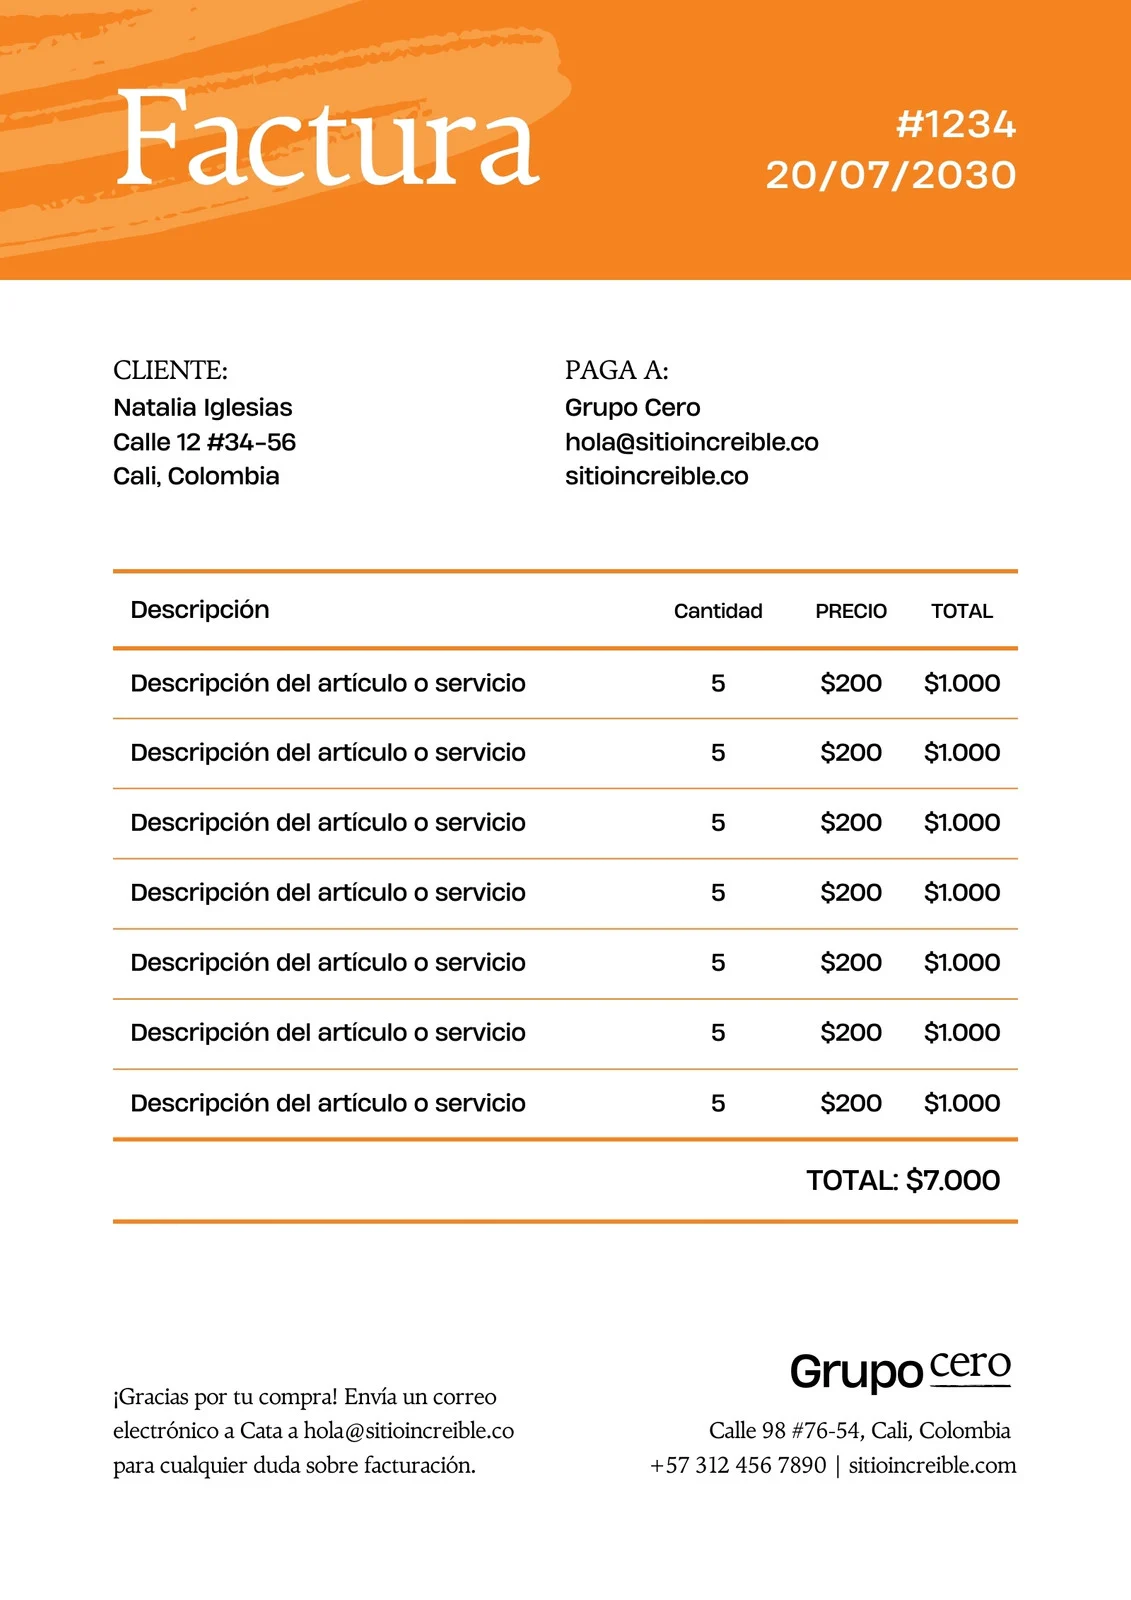 Factura
#1234
20/07/2030
CLIENTE:
Natalia Iglesias
Calle 12 #34-56
Cali, Colombia
PAGA A:
Grupo Cero
hola@sitioincreible.co
sitioincreible.co
Descripción Cantidad PRECIO TOTAL
Descripción del artículo o servicio 5 $200 $1.000
Descripción del artículo o servicio 5 $200 $1.000
Descripción del artículo o servicio 5 $200 $1.000
Descripción del artículo o servicio 5 $200 $1.000
Descripción del artículo o servicio 5 $200 $1.000
Descripción del artículo o servicio 5 $200 $1.000
Descripción del artículo o servicio 5 $200 $1.000
TOTAL: $7.000
¡Gracias por tu compra! Envía un correo
electrónico a Cata a hola@sitioincreible.co
para cualquier duda sobre facturación.
Grupo cero
Calle 98 #76-54, Cali, Colombia
+57 312 456 7890 | sitioincreible.com